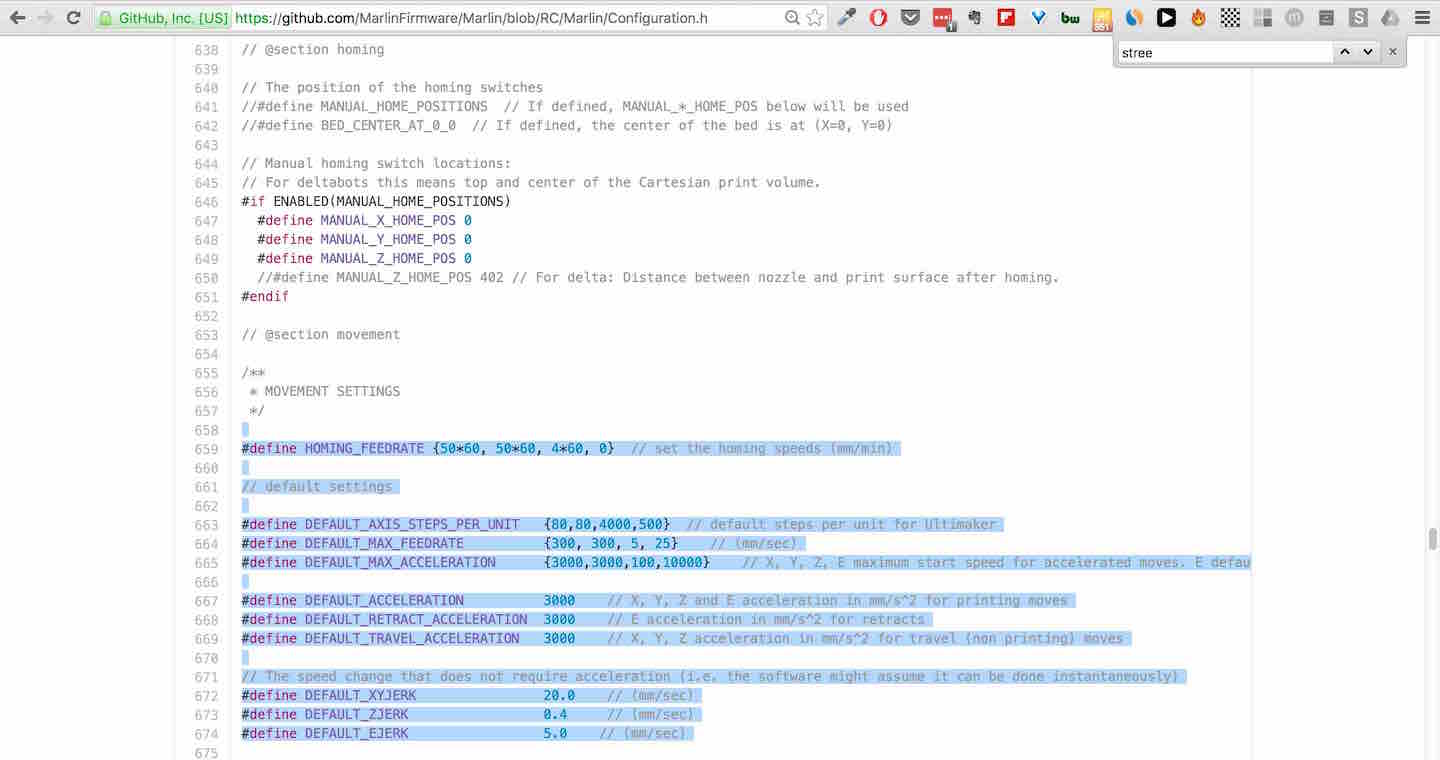 GitHub, Inc. [US] https://github.com/MarlinFirmware/Marlin/blob/RC/Marlin/Configuration.h
stree
638 // @section homing
639
640 // The position of the homing switches
641 //#define MANUAL_HOME_POSITIONS  // If defined, MANUAL_*_HOME_POS below will be used
642 //#define BED_CENTER_AT_0_0  // If defined, the center of the bed is at (X=0, Y=0)
643
644 // Manual homing switch locations:
645 // For deltabots this means top and center of the Cartesian print volume.
646 #if ENABLED(MANUAL_HOME_POSITIONS)
647   #define MANUAL_X_HOME_POS 0
648   #define MANUAL_Y_HOME_POS 0
649   #define MANUAL_Z_HOME_POS 0
650   //#define MANUAL_Z_HOME_POS 402 // For delta: Distance between nozzle and print surface after homing.
651 #endif
652
653 // @section movement
654
655 /**
656  * MOVEMENT SETTINGS
657  */
658
659 #define HOMING_FEEDRATE {50*60, 50*60, 4*60, 0}  // set the homing speeds (mm/min)
660
661 // default settings
662
663 #define DEFAULT_AXIS_STEPS_PER_UNIT   {80,80,4000,500}  // default steps per unit for Ultimaker
664 #define DEFAULT_MAX_FEEDRATE          {300, 300, 5, 25}    // (mm/sec)
665 #define DEFAULT_MAX_ACCELERATION      {3000,3000,100,10000}    // X, Y, Z, E maximum start speed for accelerated moves. E defau
666
667 #define DEFAULT_ACCELERATION          3000    // X, Y, Z and E acceleration in mm/s^2 for printing moves
668 #define DEFAULT_RETRACT_ACCELERATION  3000    // E acceleration in mm/s^2 for retracts
669 #define DEFAULT_TRAVEL_ACCELERATION   3000    // X, Y, Z acceleration in mm/s^2 for travel (non printing) moves
670
671 // The speed change that does not require acceleration (i.e. the software might assume it can be done instantaneously)
672 #define DEFAULT_XYJERK                20.0    // (mm/sec)
673 #define DEFAULT_ZJERK                 0.4     // (mm/sec)
674 #define DEFAULT_EJERK                 5.0    // (mm/sec)
675